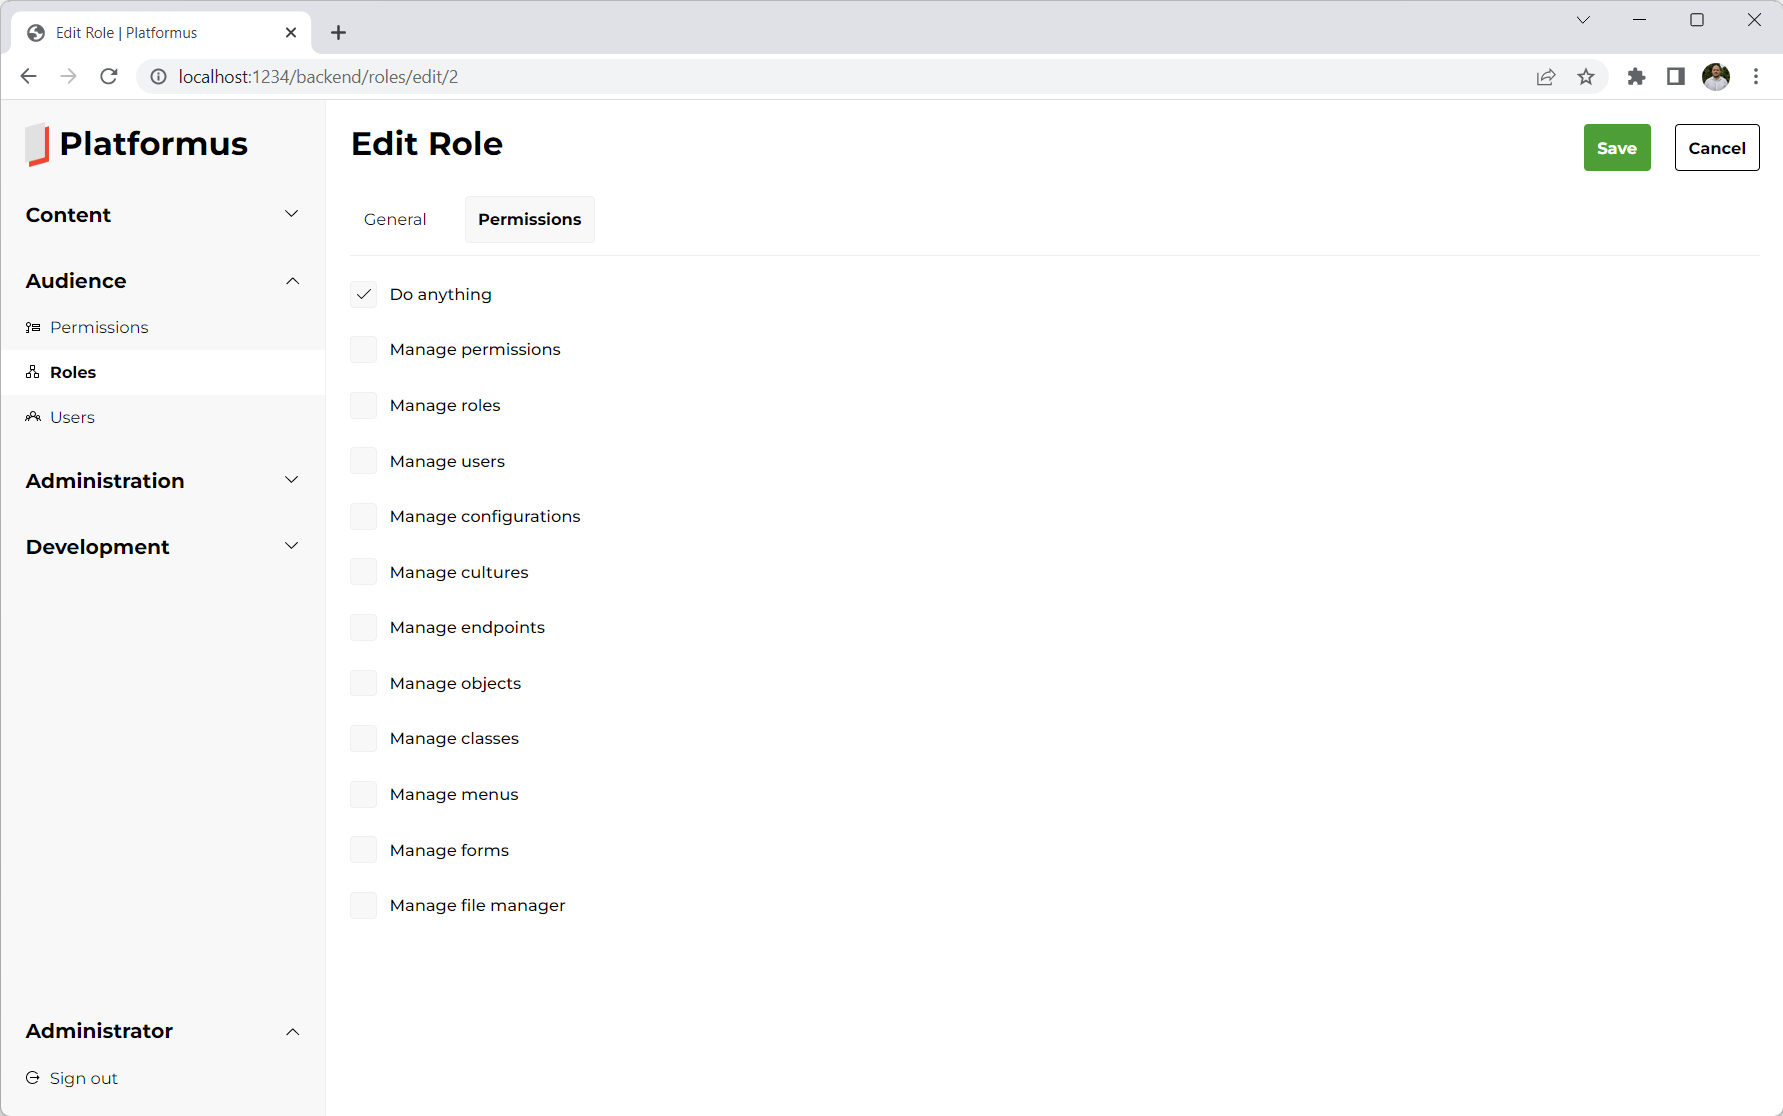 Edit Role | Platformus
localhost:1234/backend/roles/edit/2
Platformus
Content
Audience
Permissions
Roles
Users
Administration
Development
Administrator
Sign out
Edit Role
Save
Cancel
General
Permissions
Do anything
Manage permissions
Manage roles
Manage users
Manage configurations
Manage cultures
Manage endpoints
Manage objects
Manage classes
Manage menus
Manage forms
Manage file manager